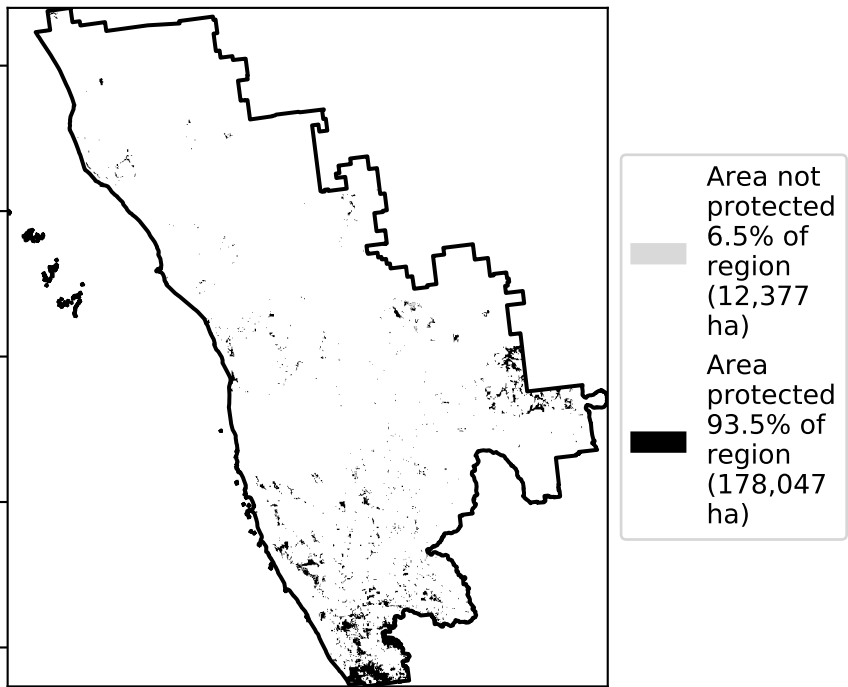 Area not
protected
6.5% of
region
(12,377
ha)
Area
protected
93.5% of
region
(178,047
ha)